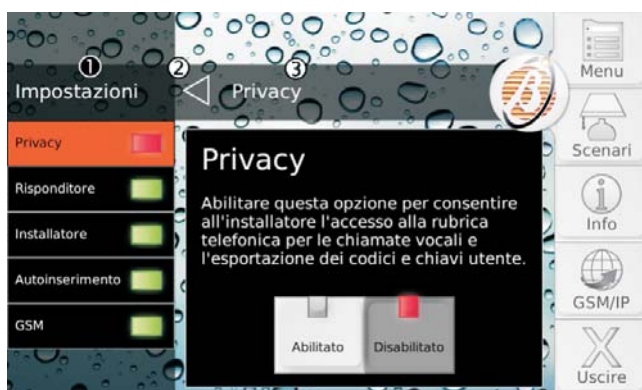 ①
②
③
Impostazioni
Privacy
Privacy
Risponditore
Installatore
Autoinserimento
GSM
Privacy
Abilitare questa opzione per consentire
all'installatore l'accesso alla rubrica
telefonica per le chiamate vocali e
l'esportazione dei codici e chiavi utente.
Abilitato
Disabilitato
Menu
Scenari
Info
GSM/IP
Uscire